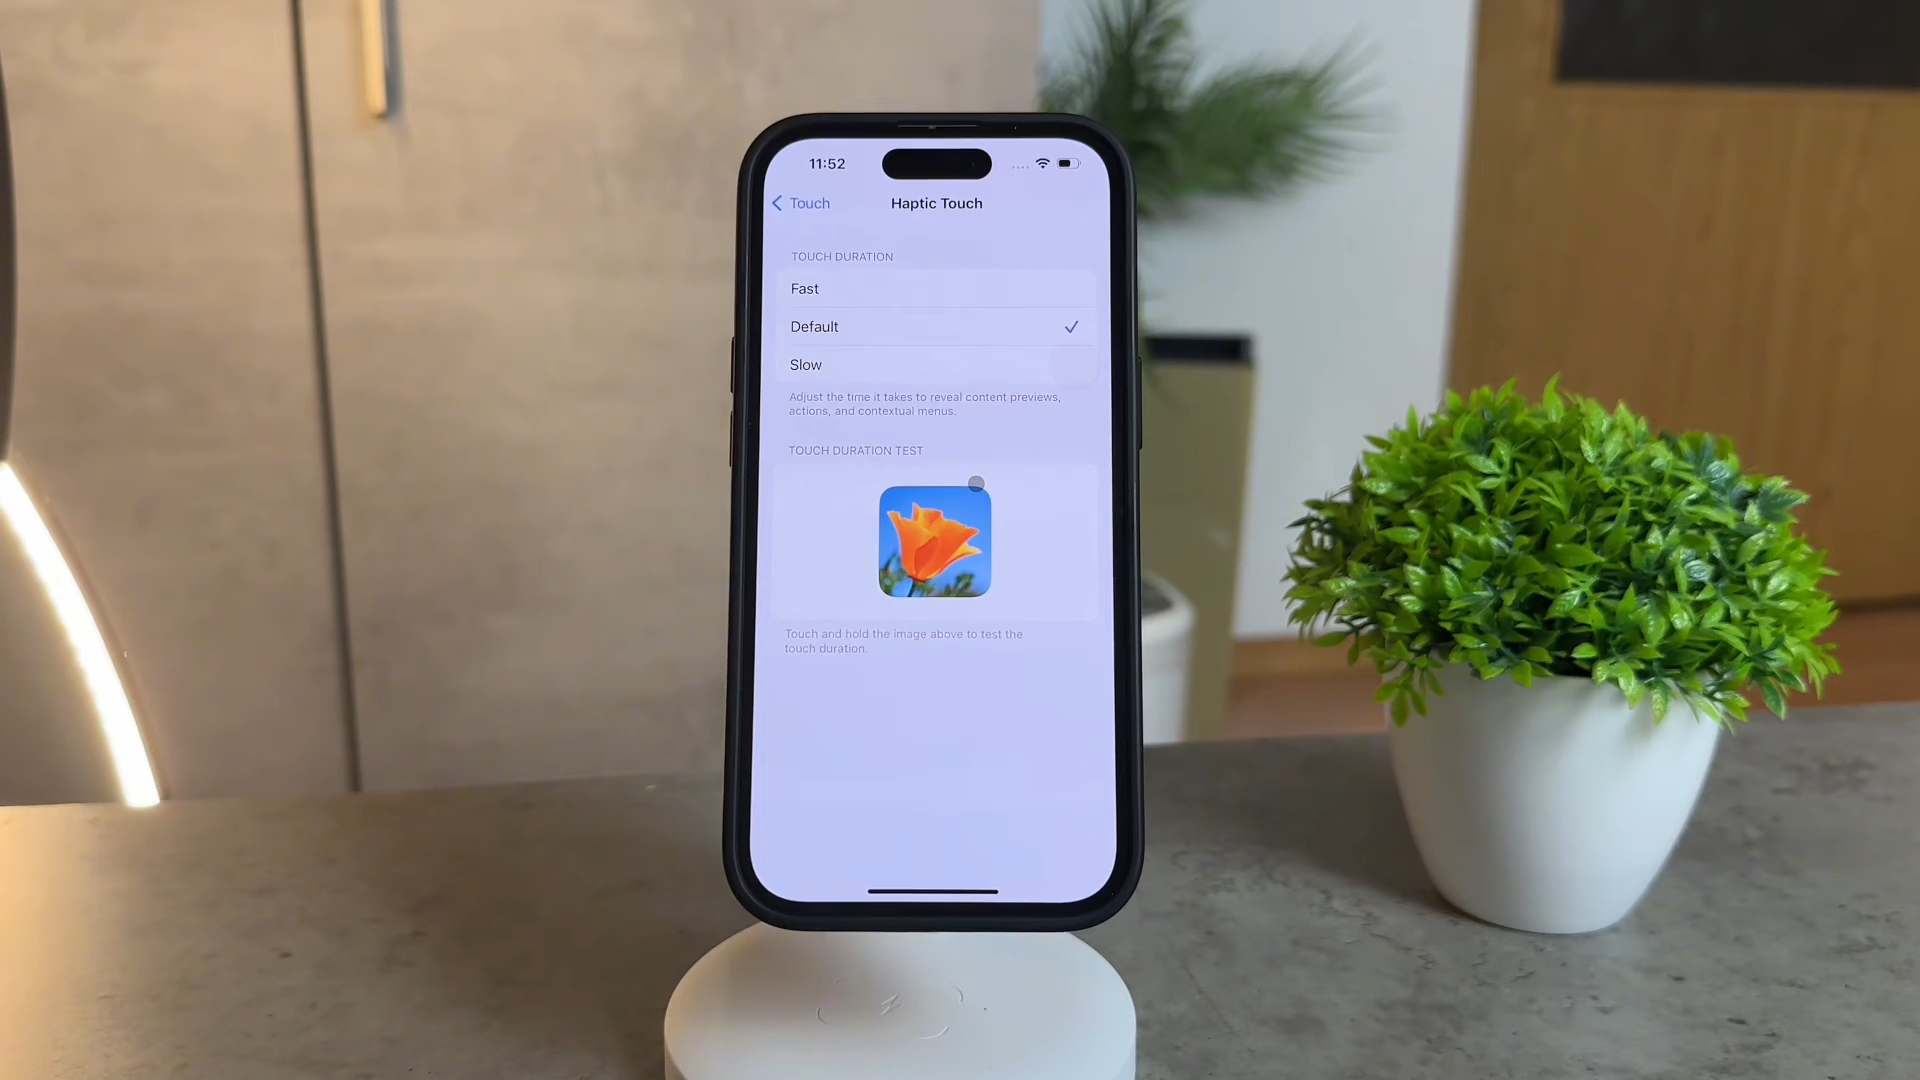 11:52
Touch
Haptic Touch
TOUCH DURATION
Fast
Default
Slow
Adjust the time it takes to reveal content previews,
actions, and contextual menus.
TOUCH DURATION TEST
Touch and hold the image above to test the
touch duration.